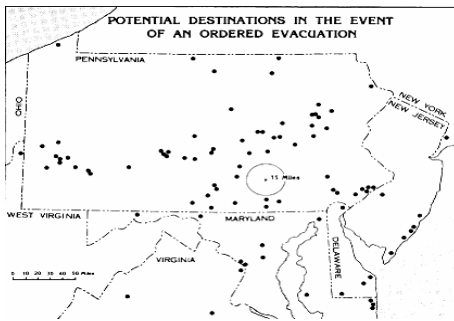 POTENTIAL DESTINATIONS IN THE EVENT
OF AN ORDERED EVACUATION
PENNSYLVANIA
OHIO
NEW YORK
NEW JERSEY
15 Miles
WEST VIRGINIA
MARYLAND
VIRGINIA
DELAWARE
0 10 20 30 40 50 Miles